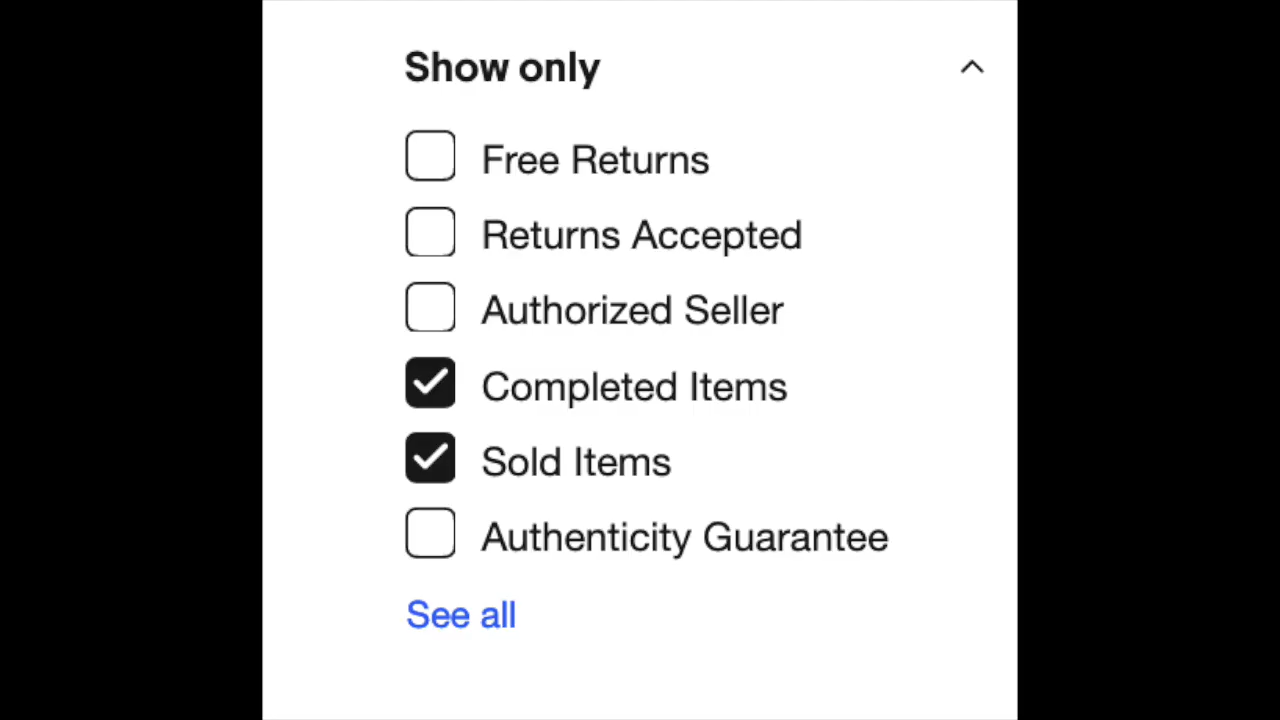 Show only
Free Returns
Returns Accepted
Authorized Seller
Completed Items
Sold Items
Authenticity Guarantee
See all